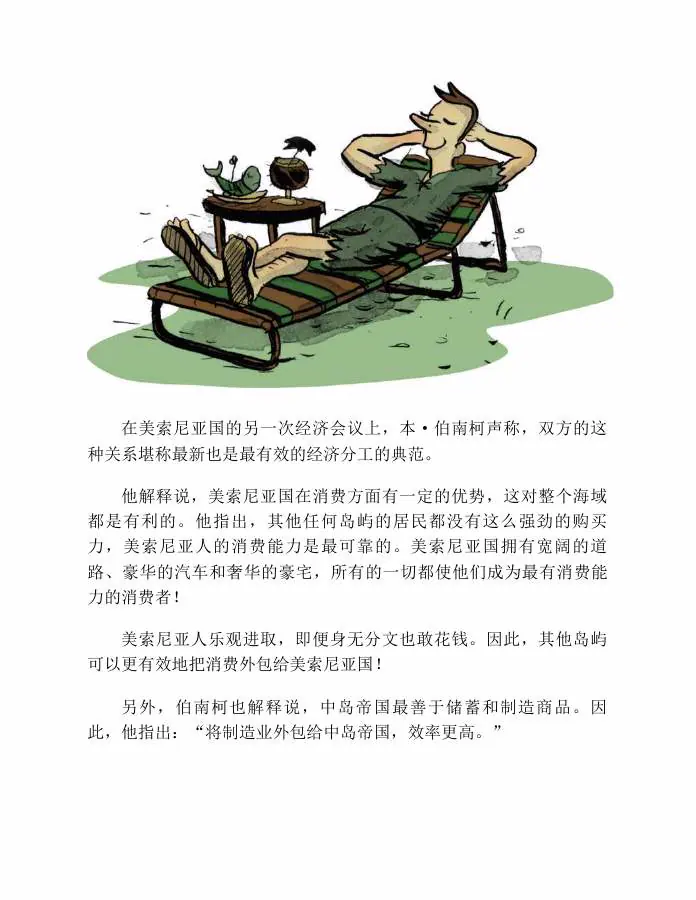 在美索尼亚国的另一次经济会议上，本·伯南柯声称，双方的这
种关系堪称最新也是最有效的经济分工的典范。
他解释说，美索尼亚国在消费方面有一定的优势，这对整个海域
都是有利的。他指出，其他任何岛屿的居民都没有这么强劲的购买
力，美索尼亚人的消费能力是最可靠的。美索尼亚国拥有宽阔的道
路、豪华的汽车和奢华的豪宅，所有的一切都使他们成为最有消费能
力的消费者！
美索尼亚人乐观进取，即便身无分文也敢花钱。因此，其他岛屿
可以更有效地把消费外包给美索尼亚国！
另外，伯南柯也解释说，中岛帝国最善于储蓄和制造商品。因
此，他指出：“将制造业外包给中岛帝国，效率更高。”